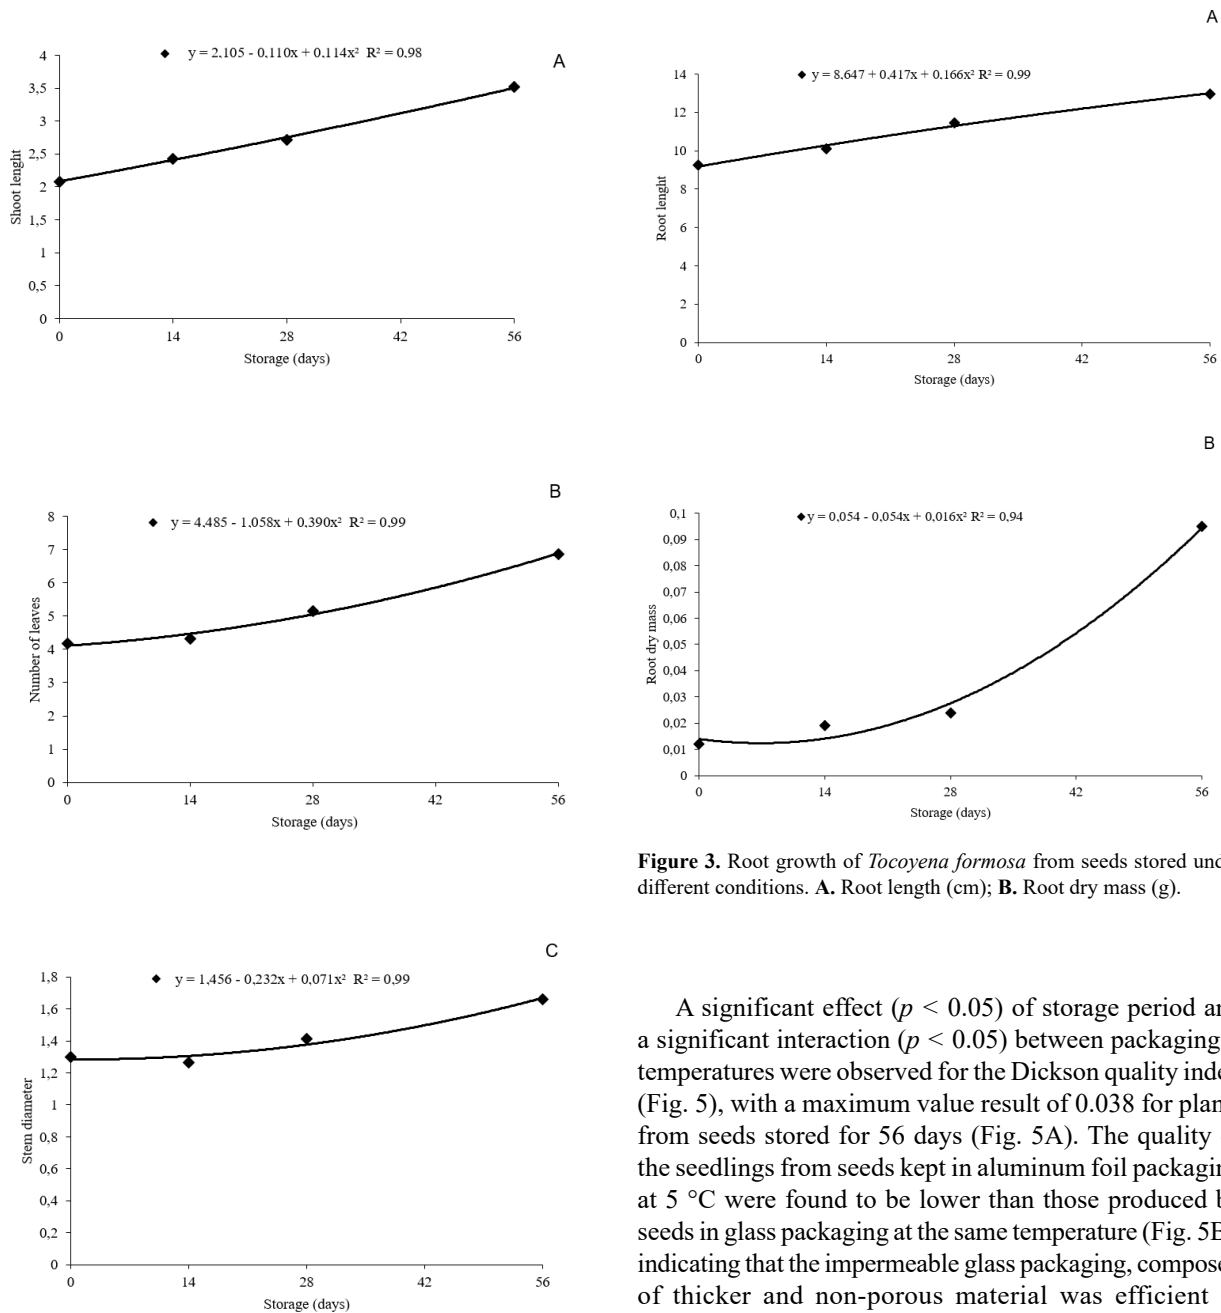 A
y = 2,105 - 0,110x + 0,114x² R² = 0,98
4
3,5
3
2,5
2
1,5
1
0,5
0
Shoot lenght
0 14 28 42 56
Storage (days)
B
y = 4,485 - 1,058x + 0,390x² R² = 0,99
8
7
6
5
4
3
2
1
0
Number of leaves
0 14 28 42 56
Storage (days)
C
y = 1,456 - 0,232x + 0,071x² R² = 0,99
1,8
1,6
1,4
1,2
1
0,8
0,6
0,4
0,2
0
Stem diameter
0 14 28 42 56
Storage (days)
A
y = 8,647 + 0,417x + 0,166x² R² = 0,99
14
12
10
8
6
4
2
0
Root lenght
0 14 28 42 56
Storage (days)
B
y = 0,054 - 0,054x + 0,016x² R² = 0,94
0,1
0,09
0,08
0,07
0,06
0,05
0,04
0,03
0,02
0,01
0
Root dry mass
0 14 28 42 56
Storage (days)
Figure 3. Root growth of Tocoyena formosa from seeds stored und
different conditions. A. Root length (cm); B. Root dry mass (g).
A significant effect (p < 0.05) of storage period an
a significant interaction (p < 0.05) between packaging
temperatures were observed for the Dickson quality inde
(Fig. 5), with a maximum value result of 0.038 for plan
from seeds stored for 56 days (Fig. 5A). The quality
the seedlings from seeds kept in aluminum foil packagin
at 5 °C were found to be lower than those produced b
seeds in glass packaging at the same temperature (Fig. 5B
indicating that the impermeable glass packaging, compose
of thicker and non-porous material was efficient